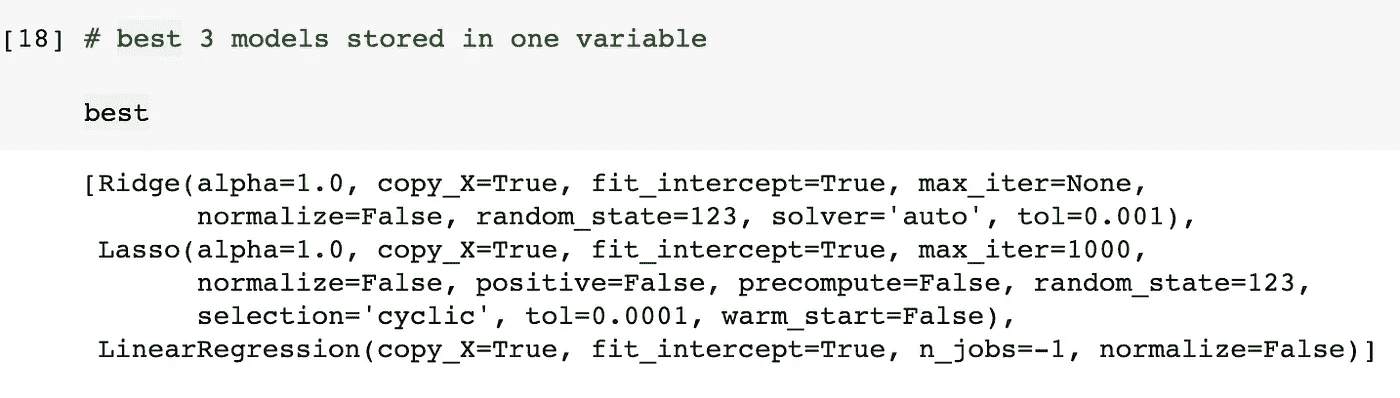 [18] # best 3 models stored in one variable
best
[Ridge(alpha=1.0, copy_X=True, fit_intercept=True, max_iter=None,
normalize=False, random_state=123, solver='auto', tol=0.001),
Lasso(alpha=1.0, copy_X=True, fit_intercept=True, max_iter=1000,
normalize=False, positive=False, precompute=False, random_state=123,
selection='cyclic', tol=0.0001, warm_start=False),
LinearRegression(copy_X=True, fit_intercept=True, n_jobs=-1, normalize=False)]